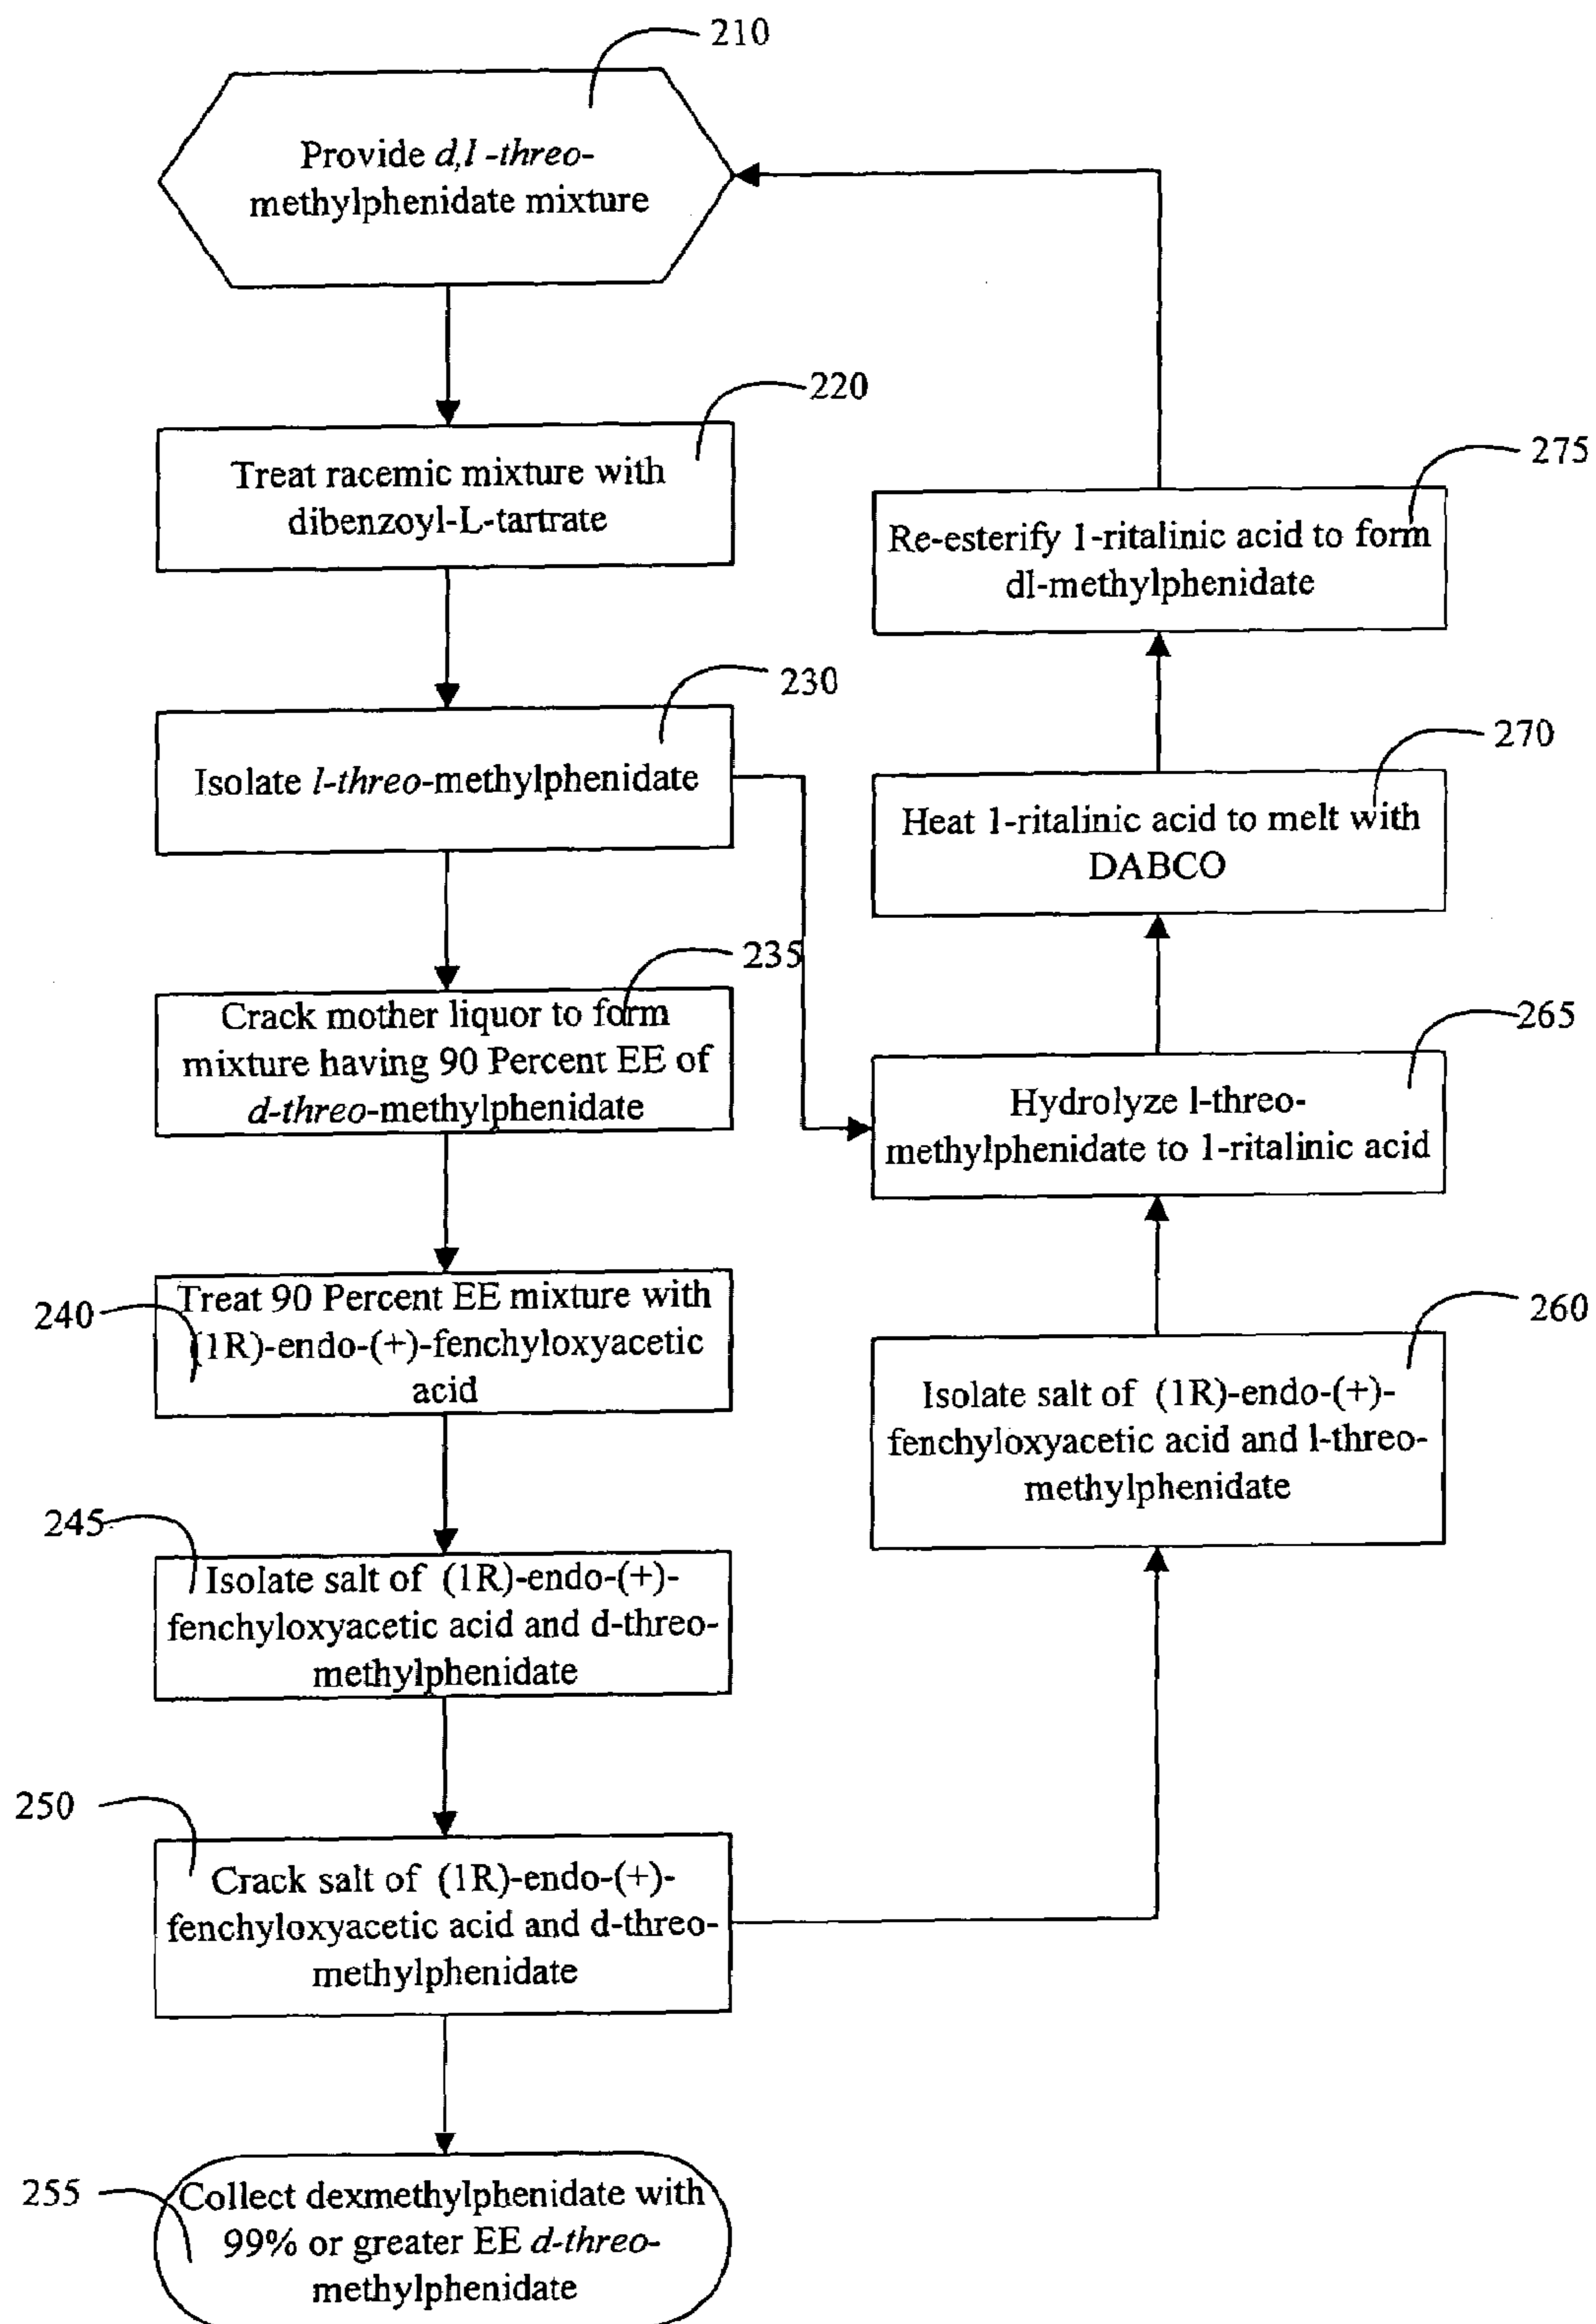 210
Provide d,l -threo-
methylphenidate mixture
220
Treat racemic mixture with
dibenzoyl-L-tartrate
230
Isolate l-threo-methylphenidate
235
Crack mother liquor to form
mixture having 90 Percent EE of
d-threo-methylphenidate
240
Treat 90 Percent EE mixture with
(1R)-endo-(+)-fenchyloxyacetic
acid
245
Isolate salt of (1R)-endo-(+)-
fenchyloxyacetic acid and d-threo-
methylphenidate
250
Crack salt of (1R)-endo-(+)-
fenchyloxyacetic acid and d-threo-
methylphenidate
255
Collect dexmethylphenidate with
99% or greater EE d-threo-
methylphenidate
260
Isolate salt of (1R)-endo-(+)-
fenchyloxyacetic acid and l-threo-
methylphenidate
265
Hydrolyze l-threo-
methylphenidate to l-ritalinic acid
270
Heat l-ritalinic acid to melt with
DABCO
275
Re-esterify l-ritalinic acid to form
dl-methylphenidate